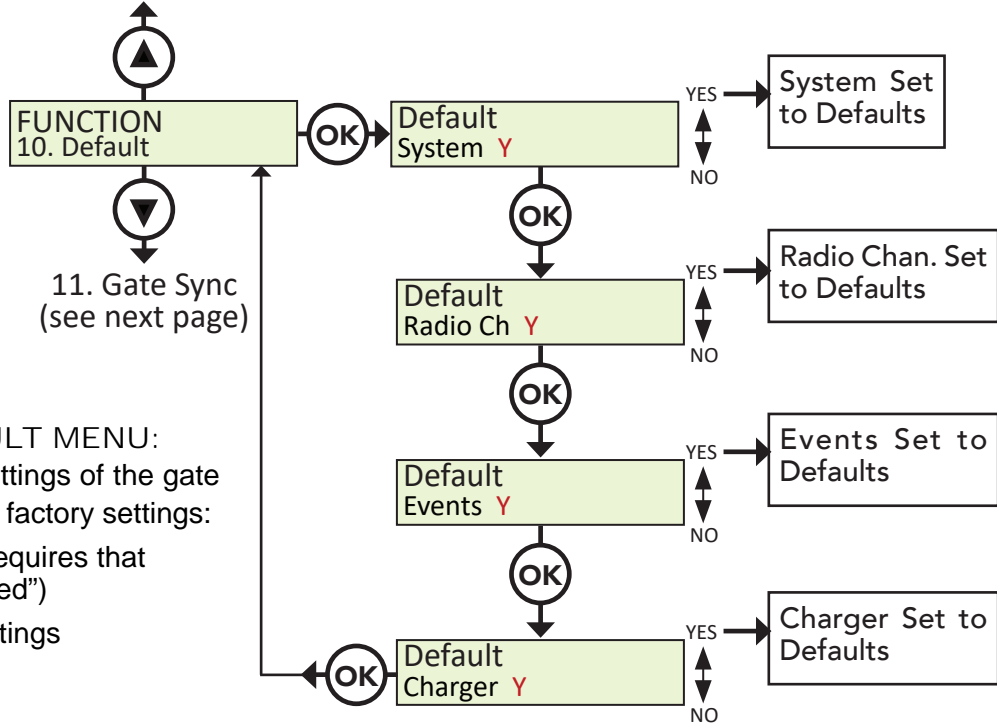 FUNCTION
10. Default
OK
Default
System Y
YES
NO
System Set
to Defaults
OK
11. Gate Sync
(see next page)
Default
Radio Ch Y
YES
NO
Radio Chan. Set
to Defaults
OK
Default
Events Y
YES
NO
Events Set to
Defaults
OK
ULT MENU:
ttings of the gate
factory settings:
equires that
ed”)
tings
OK
Default
Charger Y
YES
NO
Charger Set to
Defaults